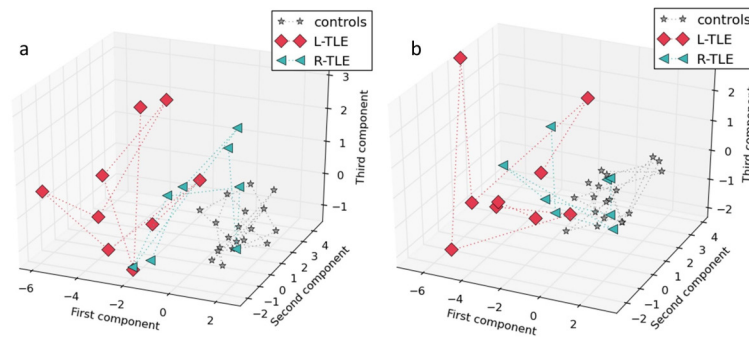 a
controls
L-TLE
R-TLE
3
2
1
0
−1
Third component
−6
−4
−2
0
2
First component
−2
−1
0
1
2
3
4
Second component
b
controls
L-TLE
R-TLE
2
1
0
−1
−2
Third component
−6
−4
−2
0
2
First component
−2
−1
0
1
2
3
4
Second component